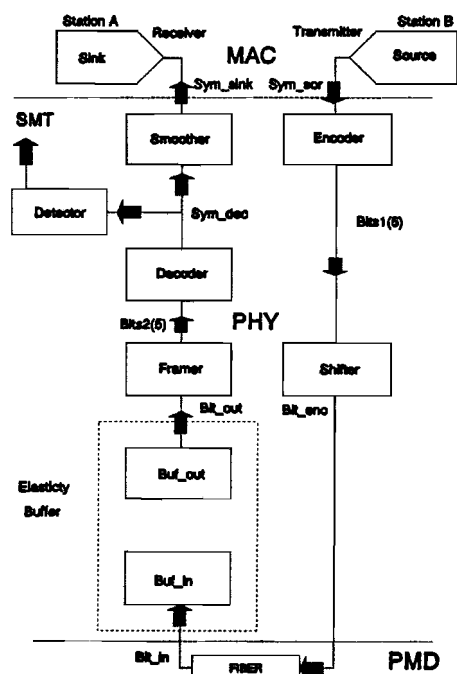 Station A
Station B
Receiver
Transmitter
Sink
MAC
Source
Sym_sink
Sym_sor
SMT
Smoother
Encoder
Detector
Sym_dec
Bits1(5)
Decoder
Bits2(5)
PHY
Framer
Shifter
Bit_out
Bit_enc
Buf_out
Elasticty
Buffer
Buf_in
Bit_in
FIBER
PMD